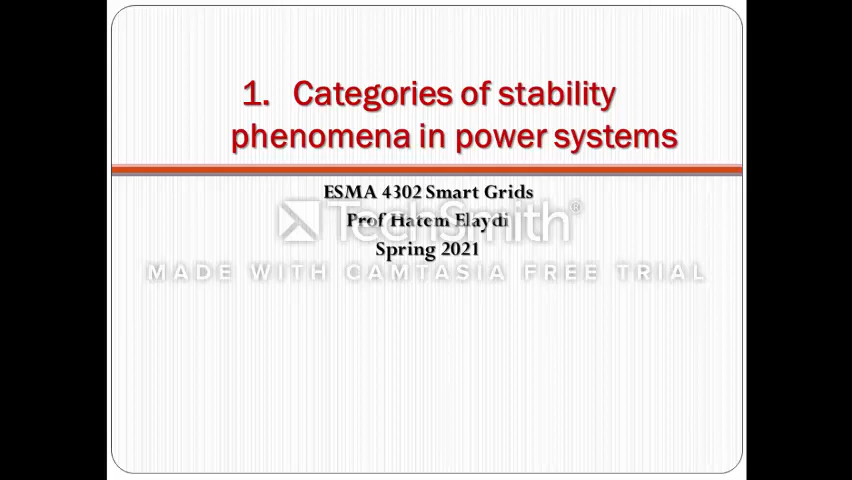 1. Categories of stability
phenomena in power systems
ESMA 4302 Smart Grids
Prof Hatem Elaydi
TechSmith®
Spring 2021
MADE WITH CAMTASIA FREE TRIAL